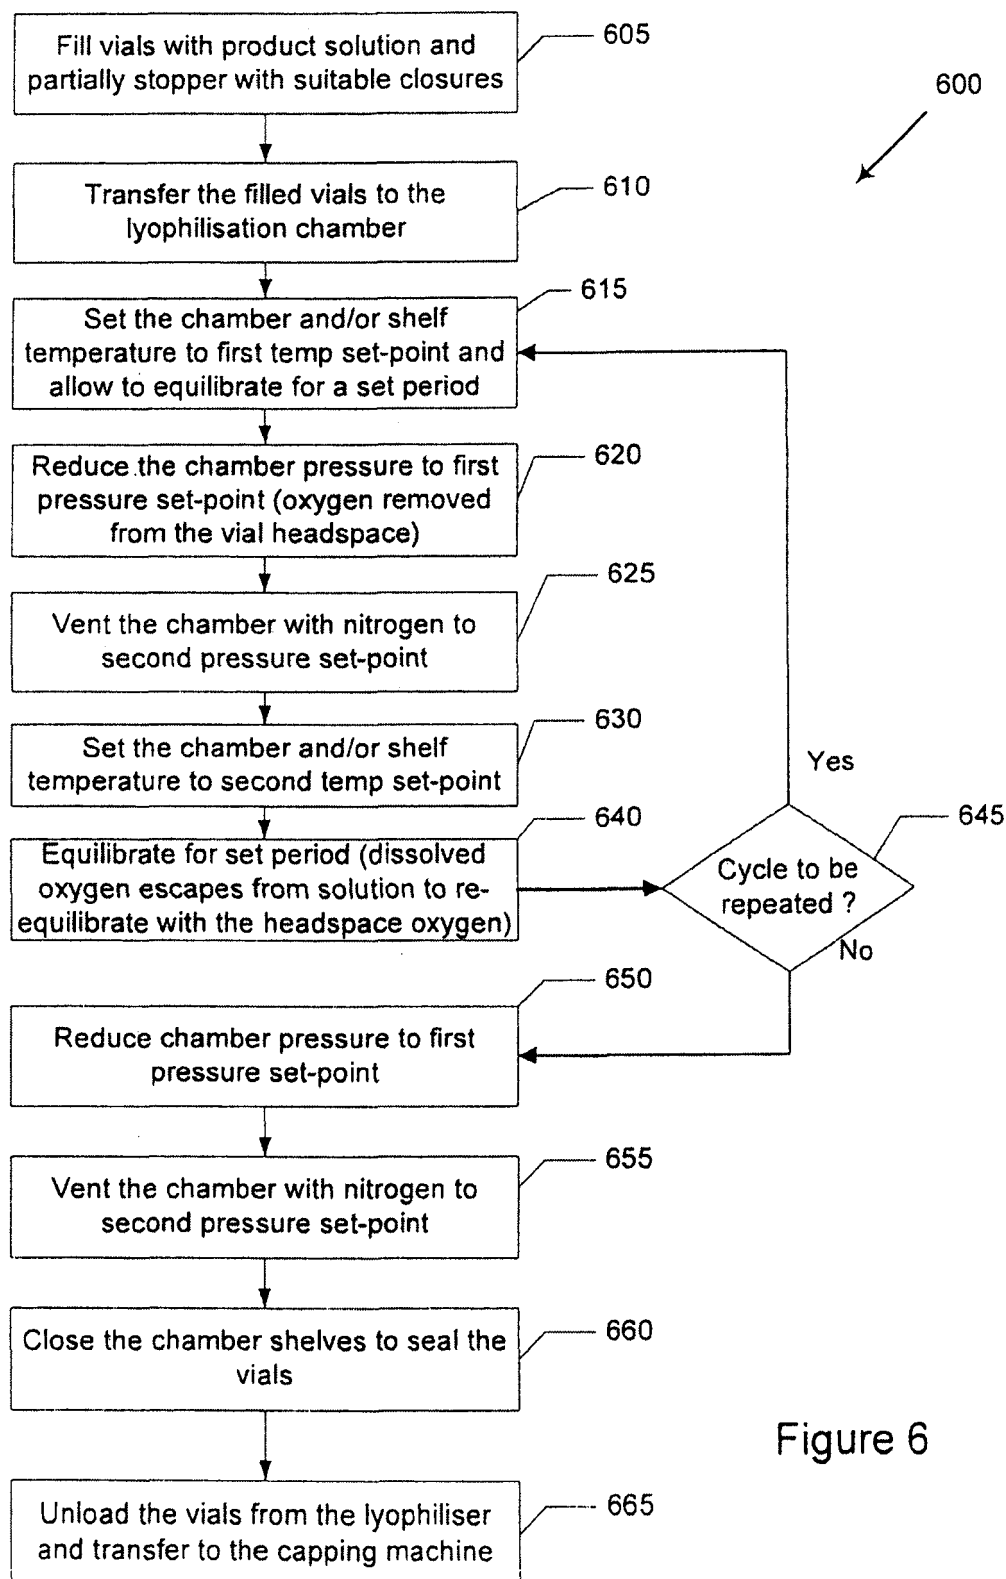 Fill vials with product solution and
partially stopper with suitable closures
605
600
Transfer the filled vials to the
lyophilisation chamber
610
Set the chamber and/or shelf
temperature to first temp set-point and
allow to equilibrate for a set period
615
Reduce the chamber pressure to first
pressure set-point (oxygen removed
from the vial headspace)
620
Vent the chamber with nitrogen to
second pressure set-point
625
Set the chamber and/or shelf
temperature to second temp set-point
630
Yes
Equilibrate for set period (dissolved
oxygen escapes from solution to re-
equilibrate with the headspace oxygen)
640
Cycle to be
repeated ?
645
No
Reduce chamber pressure to first
pressure set-point
650
Vent the chamber with nitrogen to
second pressure set-point
655
Close the chamber shelves to seal the
vials
660
Figure 6
Unload the vials from the lyophiliser
and transfer to the capping machine
665